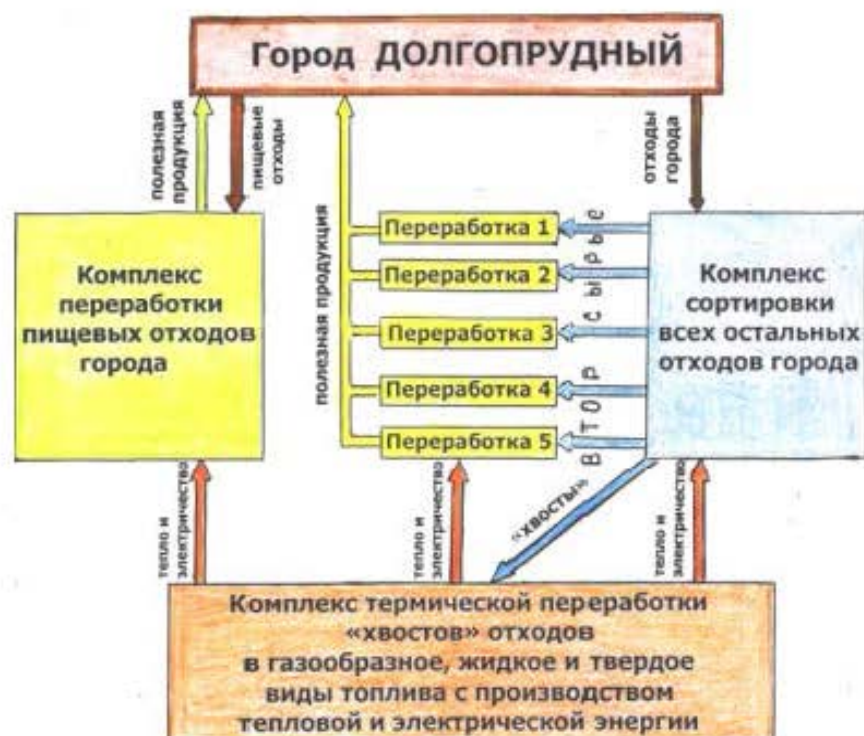 Город ДОЛГОПРУДНЫЙ
полезная
продукция
пищевые
отходы
отходы
города
Комплекс
переработки
пищевых отходов
города
полезная продукция
Переработка 1
Переработка 2
Переработка 3
Переработка 4
Переработка 5
ВТОР СЫРЬЕ
Комплекс
сортировки
всех остальных
отходов города
тепло и
электричество
тепло и
электричество
«хвосты»
тепло и
электричество
Комплекс термической переработки
«хвостов» отходов
в газообразное, жидкое и твердое
виды топлива с производством
тепловой и электрической энергии